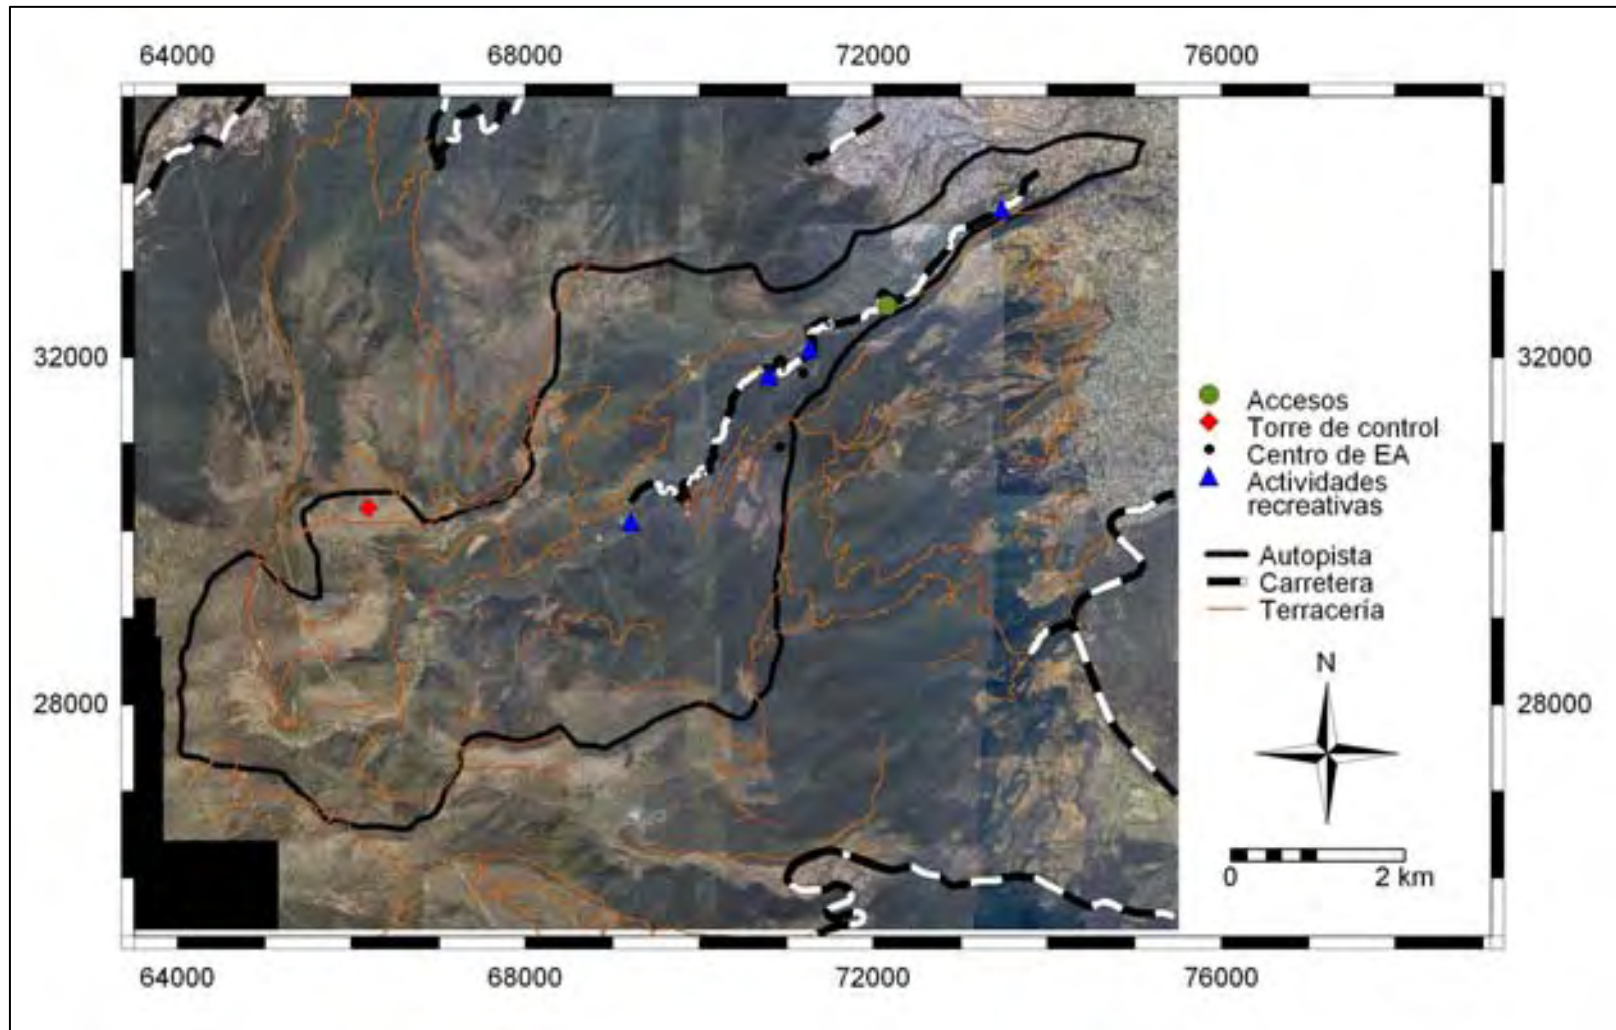 64000 68000 72000 76000
32000 32000
Accesos
Torre de control
Centro de EA
Actividades
recreativas
Autopista
Carretera
Terracería
N
28000 28000
0 2 km
64000 68000 72000 76000